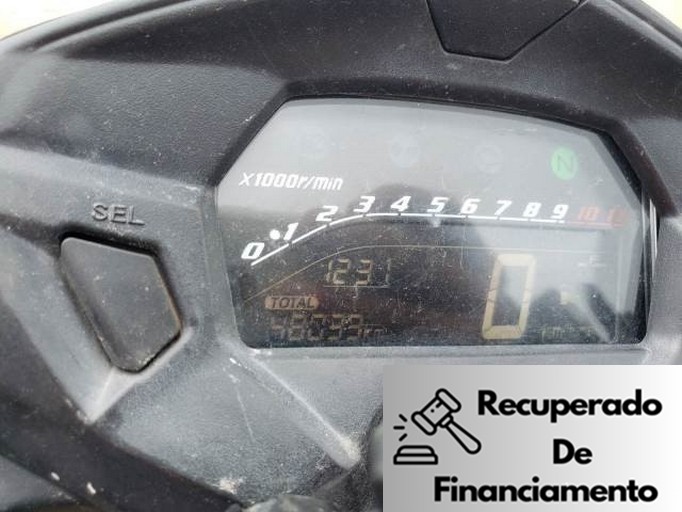 x1000r/min
N
SEL
0 1 2 3 4 5 6 7 8 9 10
1231
0
TOTAL
Recuperado
De
Financiamento